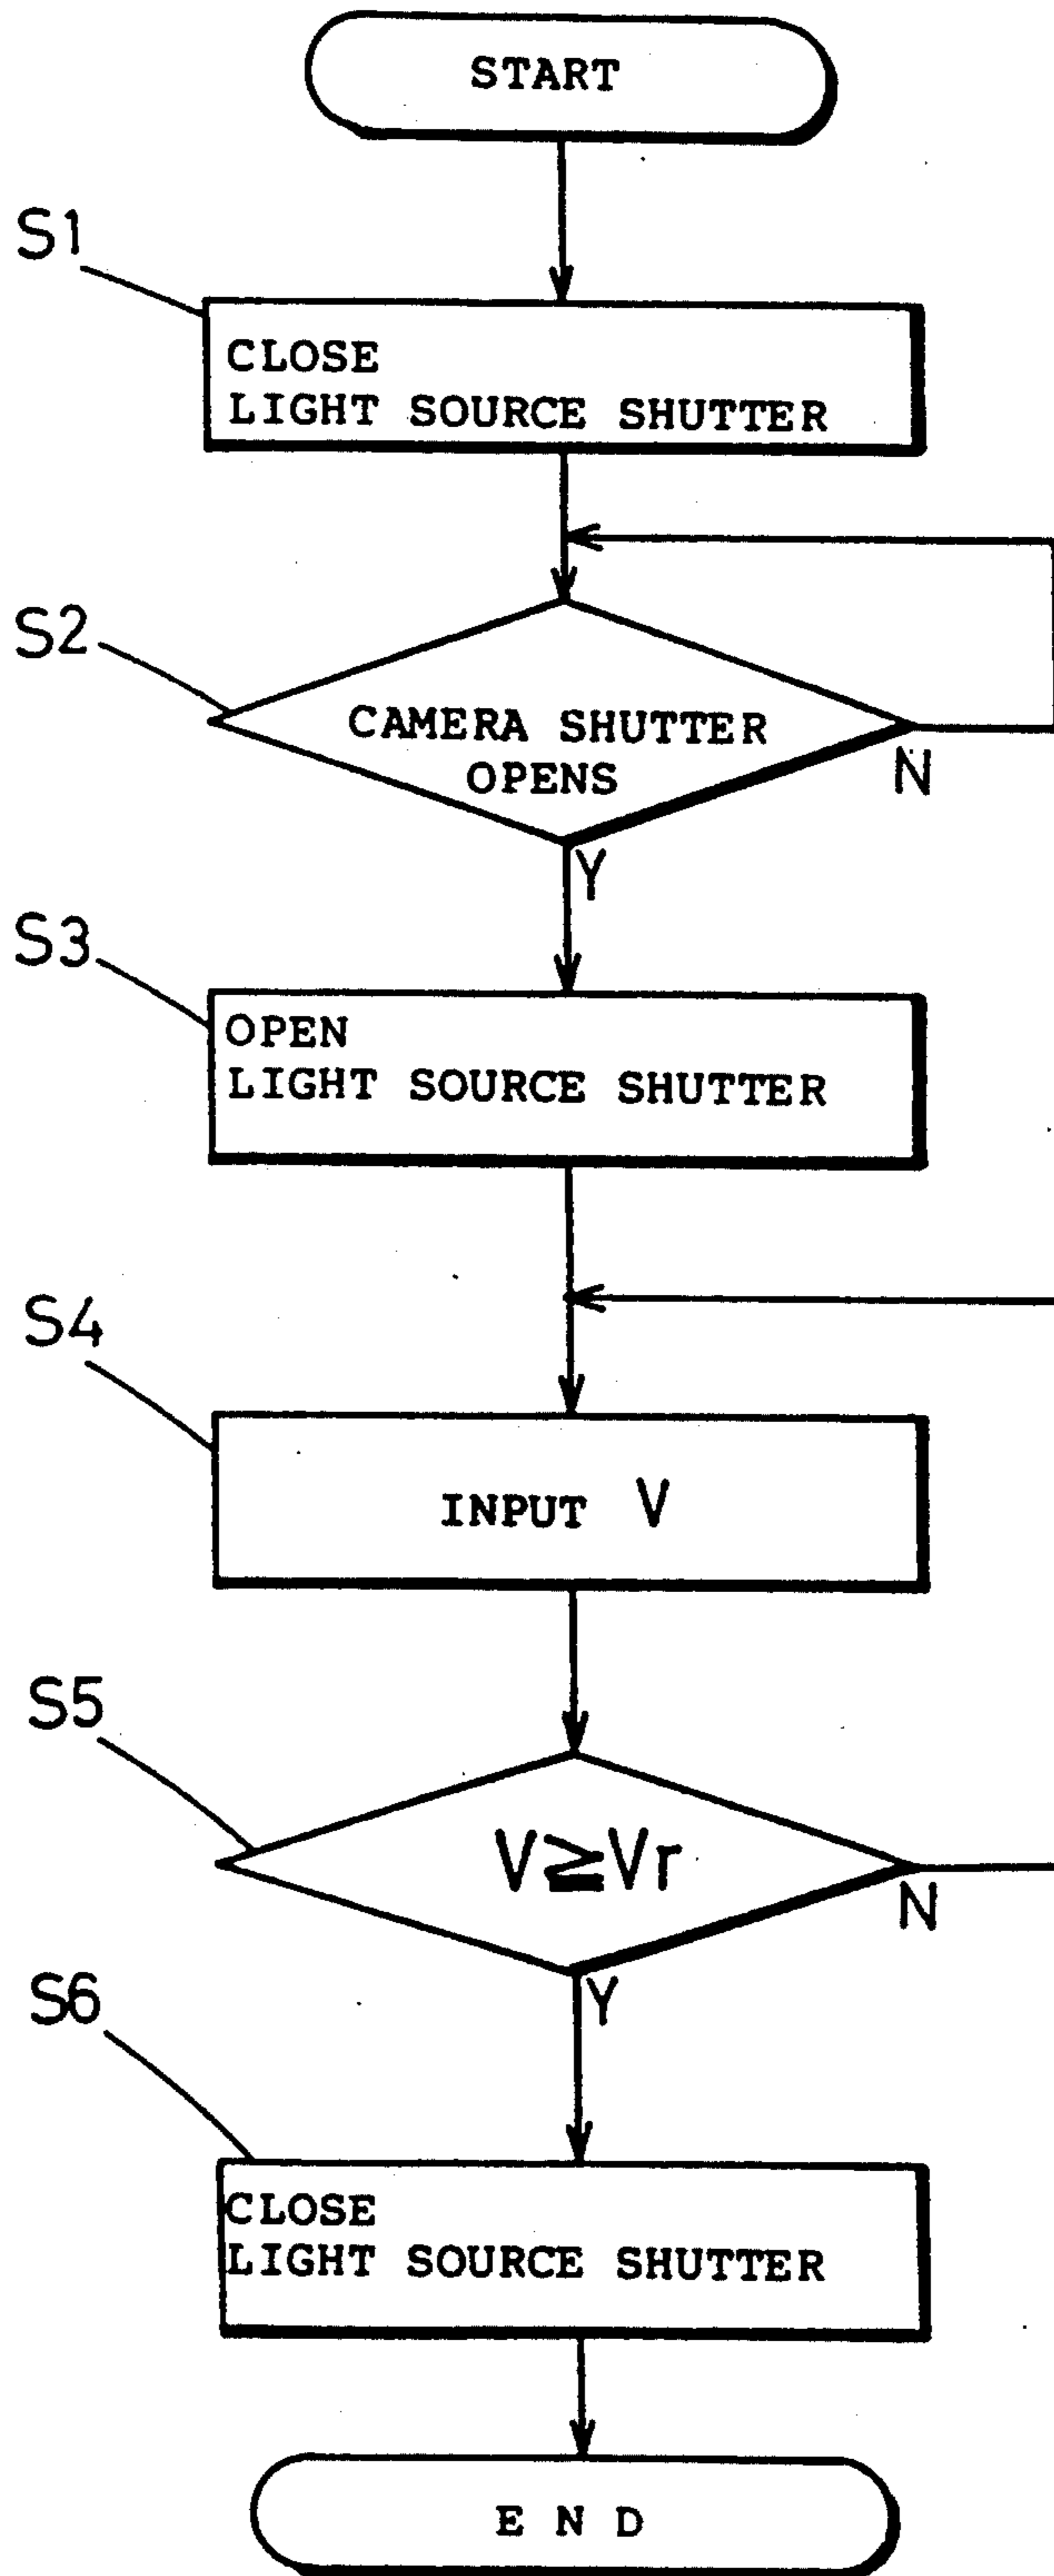 START
S1
CLOSE
LIGHT SOURCE SHUTTER
S2
CAMERA SHUTTER
OPENS
N
Y
S3
OPEN
LIGHT SOURCE SHUTTER
S4
INPUT V
S5
V≧Vr
N
Y
S6
CLOSE
LIGHT SOURCE SHUTTER
END